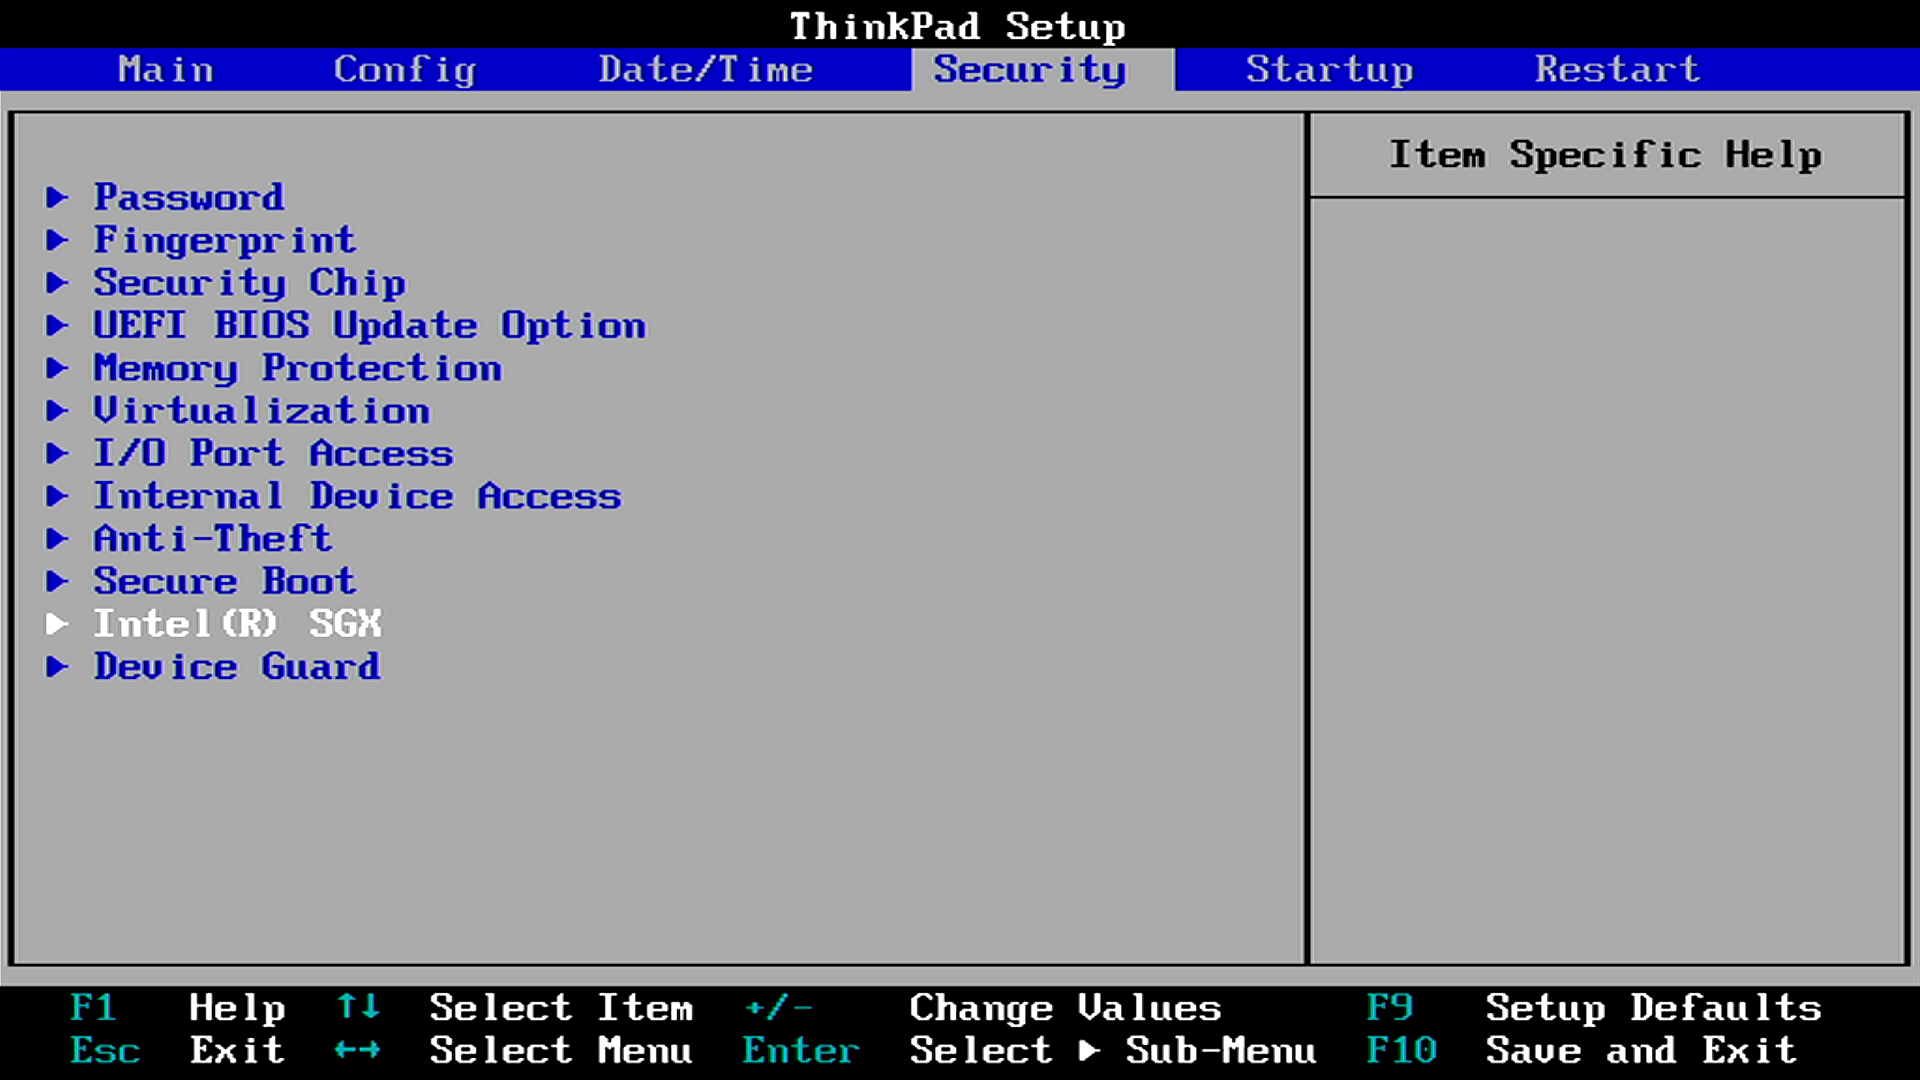 ThinkPad Setup
Main Config Date/Time Security Startup Restart
Item Specific Help
▶ Password
▶ Fingerprint
▶ Security Chip
▶ UEFI BIOS Update Option
▶ Memory Protection
▶ Virtualization
▶ I/O Port Access
▶ Internal Device Access
▶ Anti-Theft
▶ Secure Boot
▶ Intel(R) SGX
▶ Device Guard
F1 Help ↑↓ Select Item +/- Change Values F9 Setup Defaults
Esc Exit ←→ Select Menu Enter Select ▶ Sub-Menu F10 Save and Exit